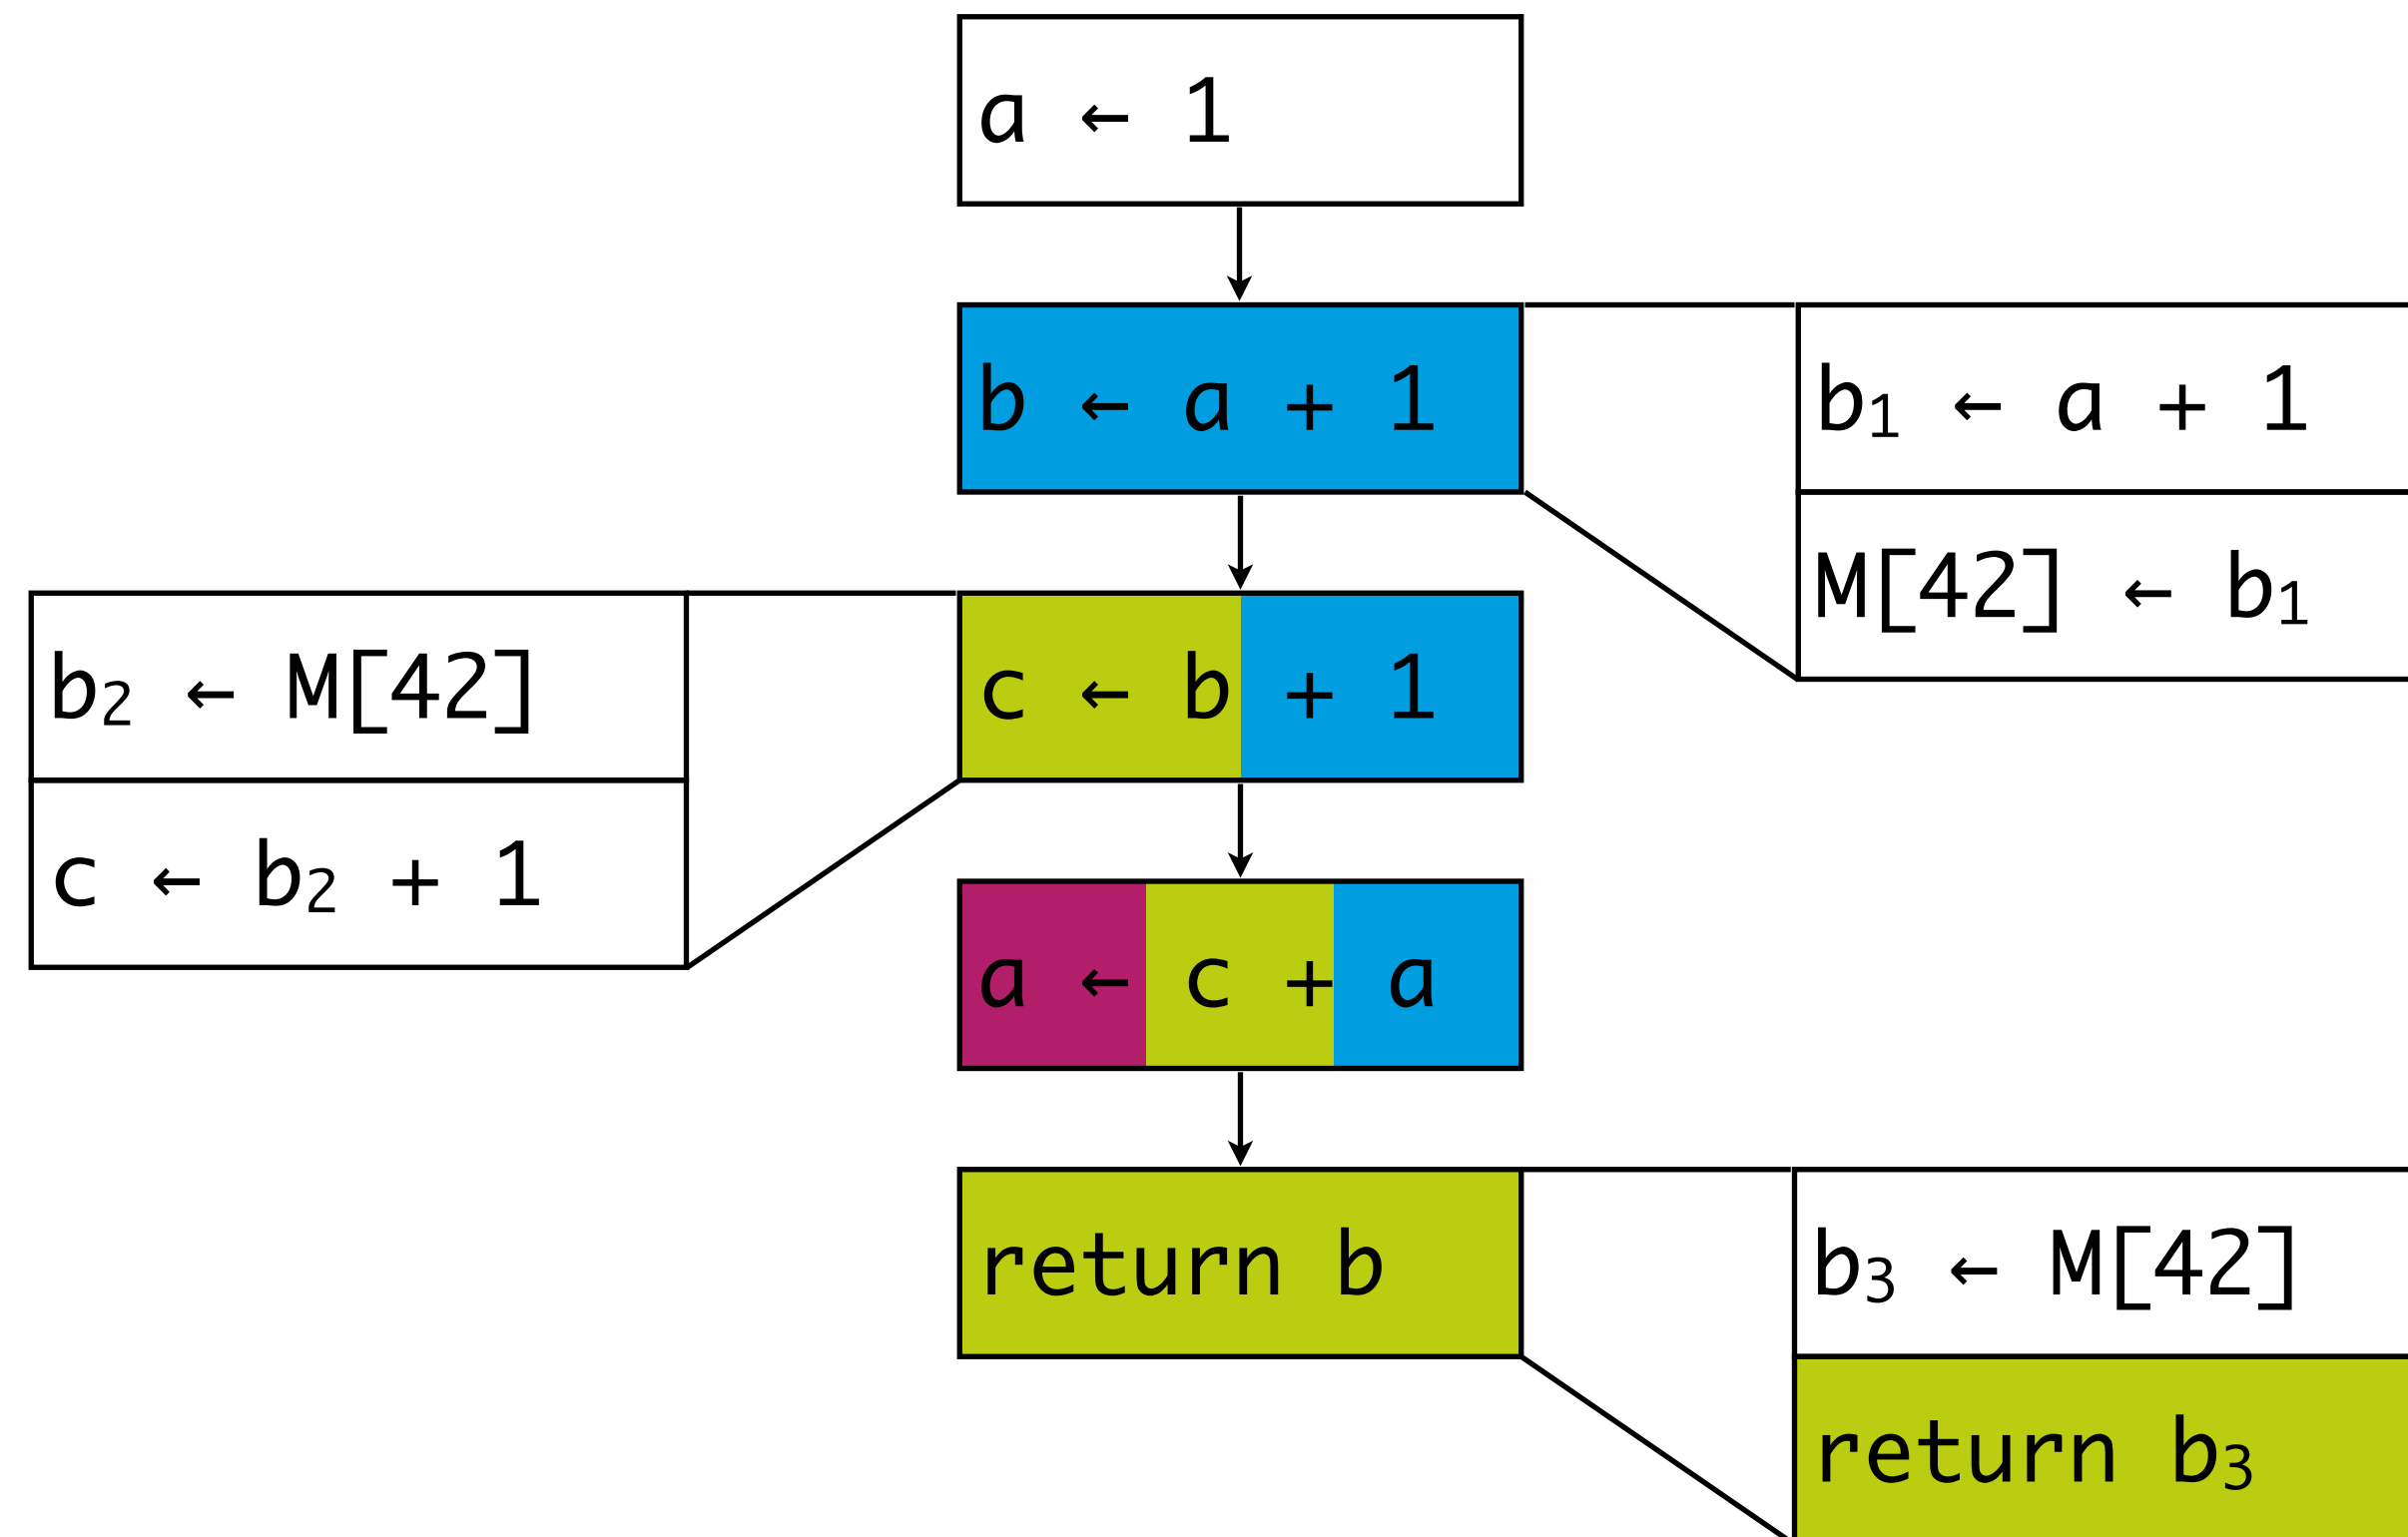 a ← 1
b ← a + 1
b₁ ← a + 1
M[42] ← b₁
b₂ ← M[42]
c ← b₂ + 1
c ← b + 1
a ← c + a
return b
b₃ ← M[42]
return b₃